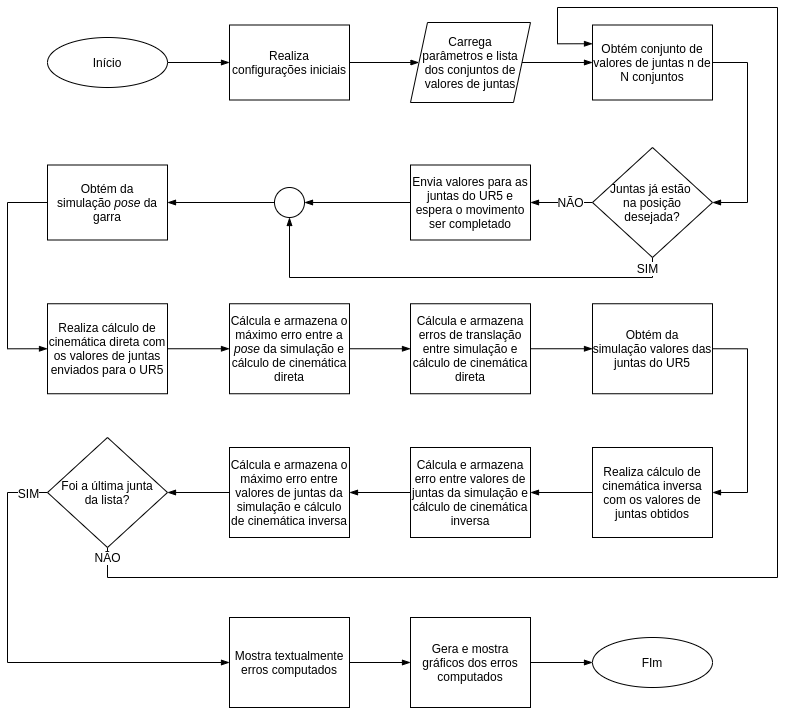 Início
Realiza
configurações iniciais
Carrega
parâmetros e lista
dos conjuntos de
valores de juntas
Obtém conjunto de
valores de juntas n de
N conjuntos
Juntas já estão
na posição
desejada?
NÃO
SIM
Envia valores para as
juntas do UR5 e
espera o movimento
ser completado
Obtém da
simulação pose da
garra
Realiza cálculo de
cinemática direta com
os valores de juntas
enviados para o UR5
Cálcula e armazena o
máximo erro entre a
pose da simulação e
cálculo de cinemática
direta
Cálcula e armazena
erros de translação
entre simulação e
cálculo de cinemática
direta
Obtém da
simulação valores das
juntas do UR5
Realiza cálculo de
cinemática inversa
com os valores de
juntas obtidos
Cálcula e armazena
erro entre valores de
juntas da simulação e
cálculo de cinemática
inversa
Cálcula e armazena o
máximo erro entre
valores de juntas da
simulação e cálculo
de cinemática inversa
Foi a última junta
da lista?
SIM
NÃO
Mostra textualmente
erros computados
Gera e mostra
gráficos dos erros
computados
FIm